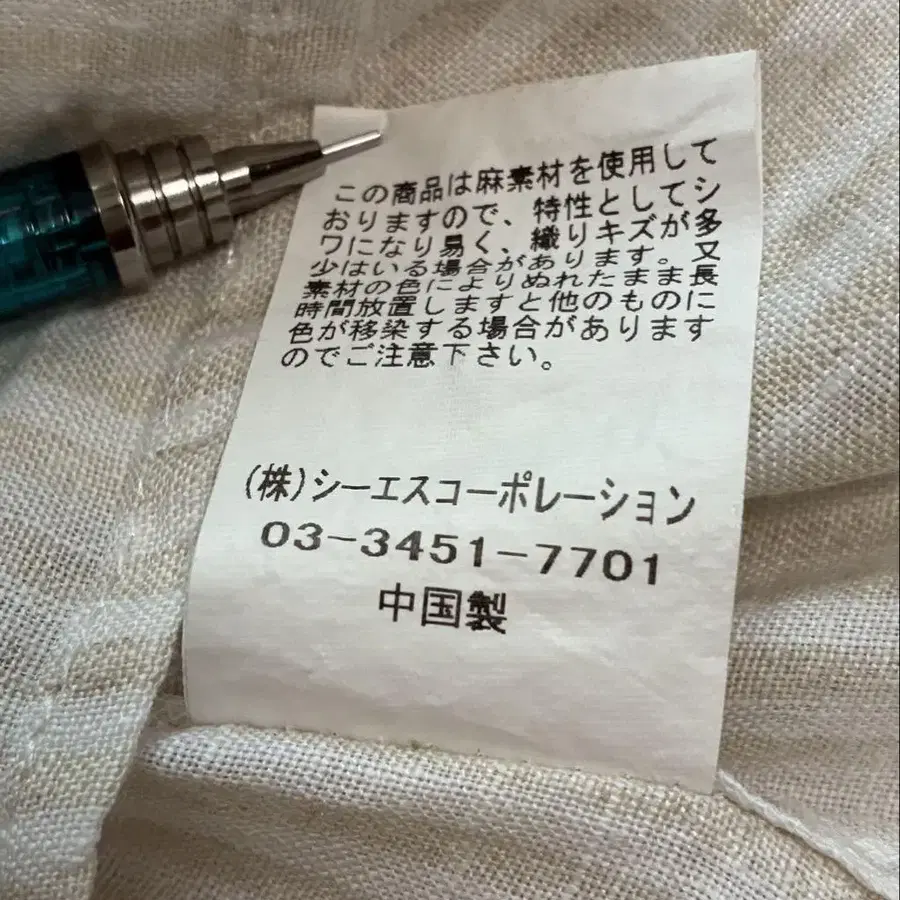 この商品は麻素材を使用して
おりますので、特性としてシ
ワになり易く、織りキズが多
少はいる場合があります。又
素材の色によりぬれたまま長
時間放置しますと他のものに
色が移染する場合があります
のでご注意下さい。
(株)シーエスコーポレーション
03-3451-7701
中国製